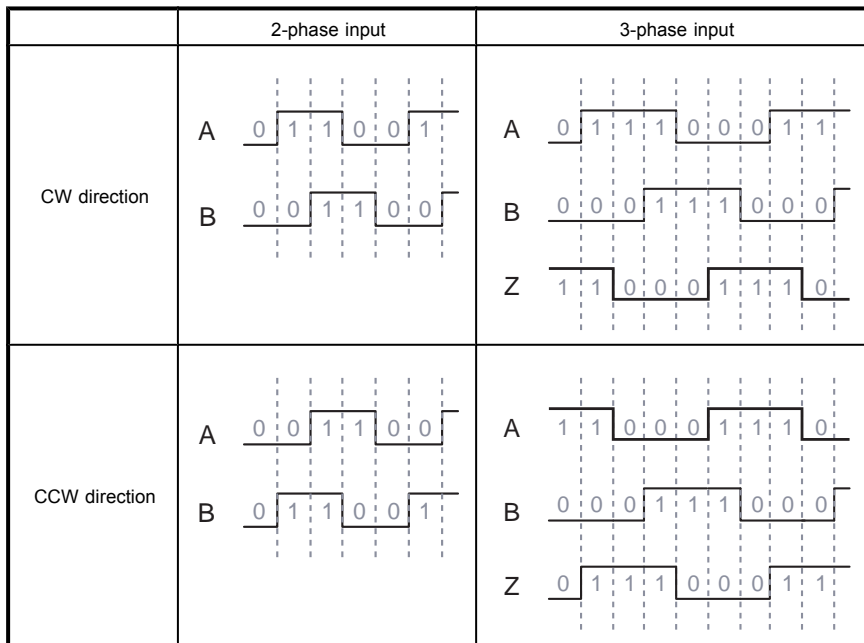 2-phase input 3-phase input
CW direction
A 0 1 1 0 0 1
B 0 0 1 1 0 0
A 0 1 1 1 0 0 0 1 1
B 0 0 0 1 1 1 0 0 0
Z 1 1 0 0 0 1 1 1 0
CCW direction
A 0 0 1 1 0 0
B 0 1 1 0 0 1
A 1 1 0 0 0 1 1 1 0
B 0 0 0 1 1 1 0 0 0
Z 0 1 1 1 0 0 0 1 1